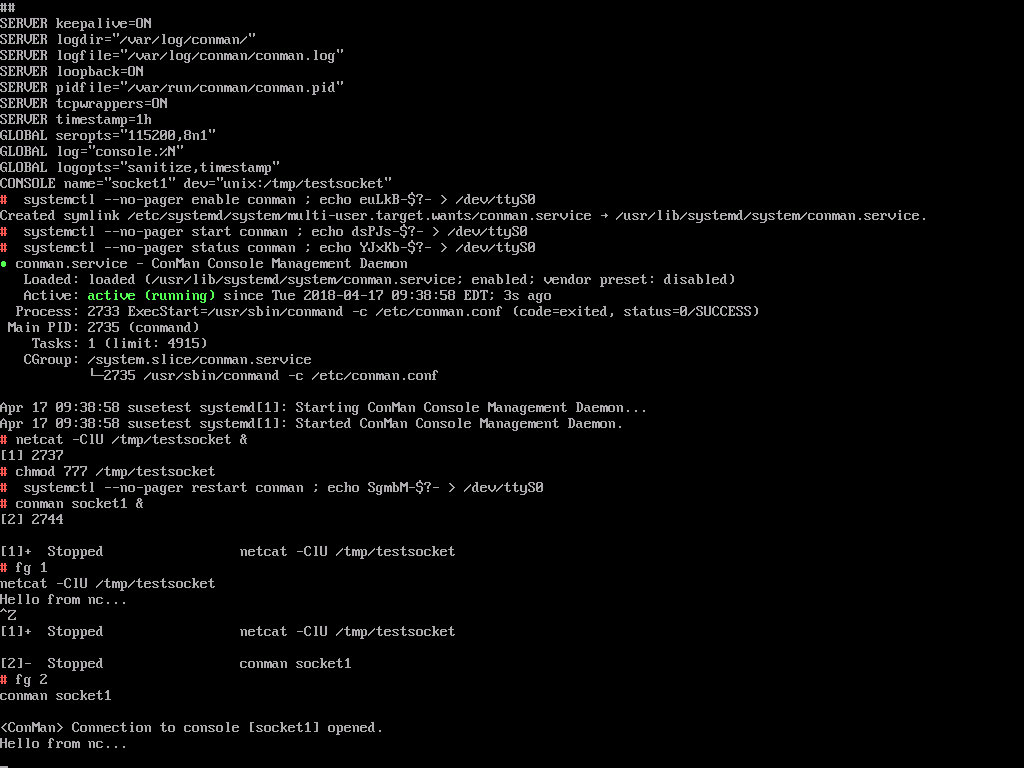 ##
SERVER keepalive=ON
SERVER logdir="/var/log/conman/"
SERVER logfile="/var/log/conman/conman.log"
SERVER loopback=ON
SERVER pidfile="/var/run/conman/conman.pid"
SERVER tcpwrappers=ON
SERVER timestamp=1h
GLOBAL seropts="115200,8n1"
GLOBAL log="console.%N"
GLOBAL logopts="sanitize,timestamp"
CONSOLE name="socket1" dev="unix:/tmp/testsocket"
#  systemctl --no-pager enable conman ; echo euLkB-$?- > /dev/ttyS0
Created symlink /etc/systemd/system/multi-user.target.wants/conman.service → /usr/lib/systemd/system/conman.service.
#  systemctl --no-pager start conman ; echo dsPJs-$?- > /dev/ttyS0
#  systemctl --no-pager status conman ; echo YJxKb-$?- > /dev/ttyS0
● conman.service - ConMan Console Management Daemon
   Loaded: loaded (/usr/lib/systemd/system/conman.service; enabled; vendor preset: disabled)
   Active: active (running) since Tue 2018-04-17 09:38:58 EDT; 3s ago
  Process: 2733 ExecStart=/usr/sbin/conmand -c /etc/conman.conf (code=exited, status=0/SUCCESS)
 Main PID: 2735 (conmand)
    Tasks: 1 (limit: 4915)
   CGroup: /system.slice/conman.service
           └─2735 /usr/sbin/conmand -c /etc/conman.conf
Apr 17 09:38:58 susetest systemd[1]: Starting ConMan Console Management Daemon...
Apr 17 09:38:58 susetest systemd[1]: Started ConMan Console Management Daemon.
# netcat -ClU /tmp/testsocket &
[1] 2737
# chmod 777 /tmp/testsocket
#  systemctl --no-pager restart conman ; echo SgmbM-$?- > /dev/ttyS0
# conman socket1 &
[2] 2744
[1]+  Stopped                 netcat -ClU /tmp/testsocket
# fg 1
netcat -ClU /tmp/testsocket
Hello from nc...
^Z
[1]+  Stopped                 netcat -ClU /tmp/testsocket
[2]-  Stopped                 conman socket1
# fg 2
conman socket1
<ConMan> Connection to console [socket1] opened.
Hello from nc...